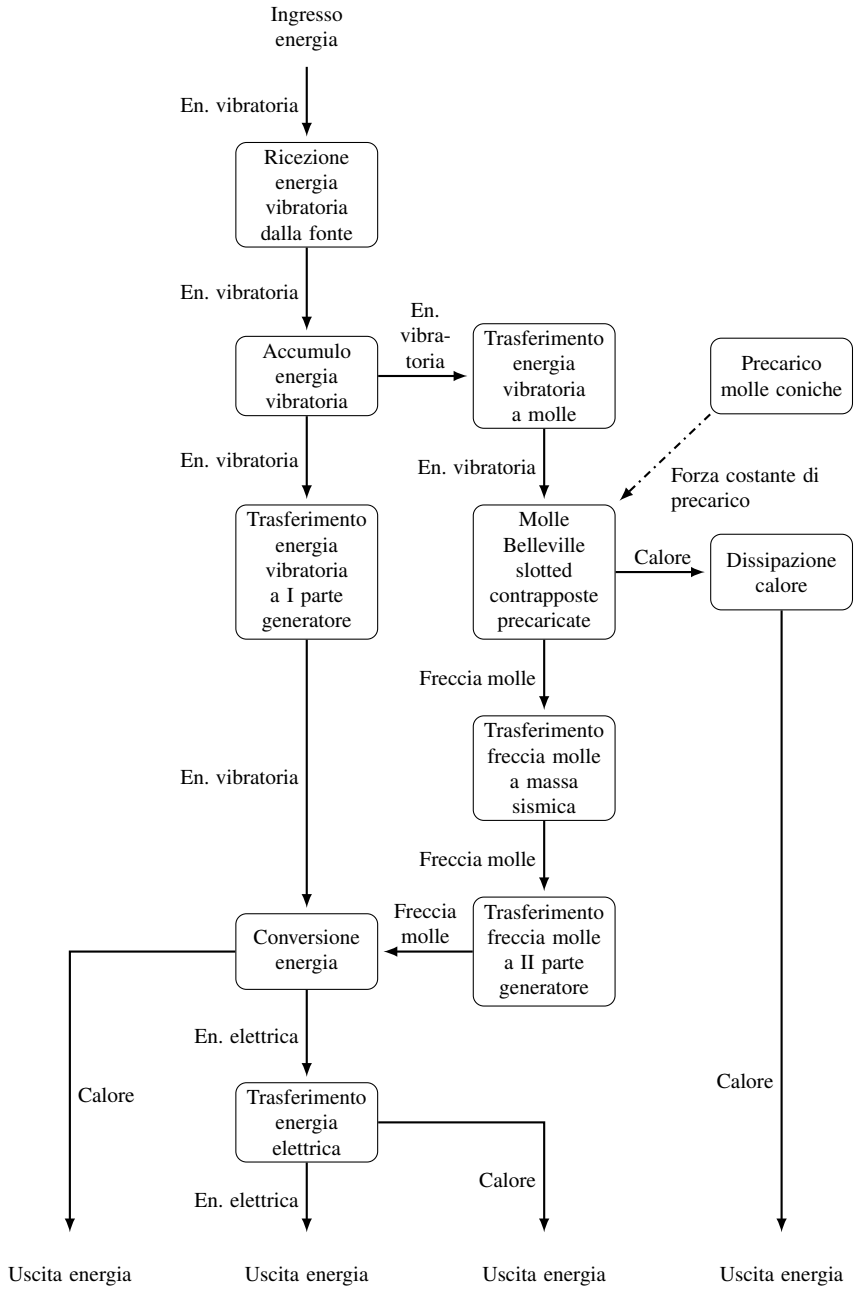 Ingresso
energia
En. vibratoria
Ricezione
energia
vibratoria
dalla fonte
En. vibratoria
En.
vibra-
toria
Accumulo
energia
vibratoria
Trasferimento
energia
vibratoria
a molle
Precarico
molle coniche
En. vibratoria
En. vibratoria
Forza costante di
precarico
Trasferimento
energia
vibratoria
a I parte
generatore
Molle
Belleville
slotted
contrapposte
precaricate
Calore
Dissipazione
calore
Freccia molle
Trasferimento
freccia molle
a massa
sismica
En. vibratoria
Freccia molle
Conversione
energia
Freccia
molle
Trasferimento
freccia molle
a II parte
generatore
En. elettrica
Calore
Trasferimento
energia
elettrica
Calore
En. elettrica
Calore
Uscita energia
Uscita energia
Uscita energia
Uscita energia